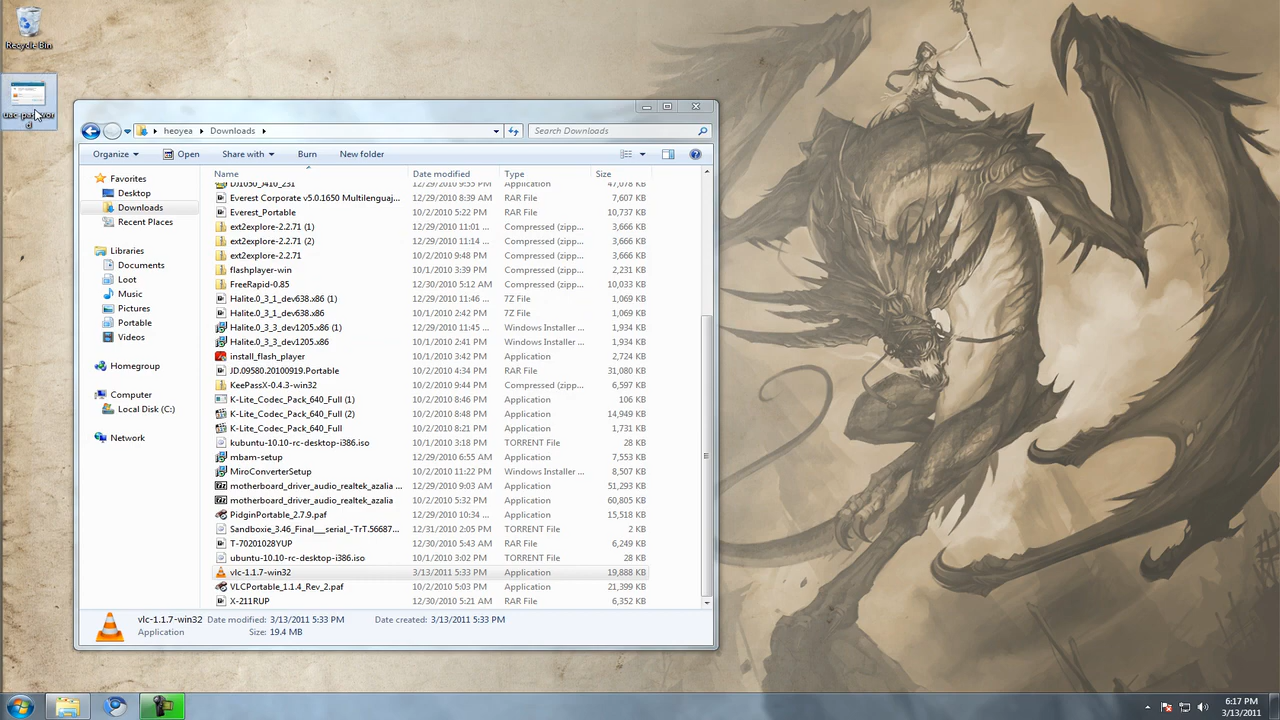 Recycle Bin
uac-pa
d
heoyea
Downloads
Search Downloads
Organize
Open
Share with
Burn
New folder
Name
Date modified
Type
Size
Favorites
Desktop
Downloads
Recent Places
Libraries
Documents
Loot
Music
Pictures
Portable
Videos
Homegroup
Computer
Local Disk (C:)
Network
DJ1050_J410_231 12/29/2010 9:53 PM Application 47,078 KB
Everest Corporate v5.0.1650 Multilenguaj... 12/29/2010 8:39 AM RAR File 7,607 KB
Everest_Portable 10/2/2010 5:22 PM RAR File 10,737 KB
ext2explore-2.2.71 (1) 12/29/2010 11:01 ... Compressed (zipp... 3,666 KB
ext2explore-2.2.71 (2) 12/29/2010 11:14 ... Compressed (zipp... 3,666 KB
ext2explore-2.2.71 10/2/2010 9:48 PM Compressed (zipp... 3,666 KB
flashplayer-win 10/1/2010 3:39 PM Compressed (zipp... 2,231 KB
FreeRapid-0.85 12/30/2010 5:12 AM Compressed (zipp... 10,033 KB
Halite.0_3_1_dev638.x86 (1) 12/29/2010 11:46 ... 7Z File 1,069 KB
Halite.0_3_1_dev638.x86 10/1/2010 2:42 PM 7Z File 1,069 KB
Halite.0_3_3_dev1205.x86 (1) 12/29/2010 11:45 ... Windows Installer ... 1,934 KB
Halite.0_3_3_dev1205.x86 10/1/2010 2:41 PM Windows Installer ... 1,934 KB
install_flash_player 10/1/2010 3:42 PM Application 2,724 KB
JD.09580.20100919.Portable 10/2/2010 4:34 PM RAR File 31,080 KB
KeePassX-0.4.3-win32 10/2/2010 9:44 PM Compressed (zipp... 6,597 KB
K-Lite_Codec_Pack_640_Full (1) 10/2/2010 8:46 PM Application 106 KB
K-Lite_Codec_Pack_640_Full (2) 10/2/2010 8:47 PM Application 14,949 KB
K-Lite_Codec_Pack_640_Full 10/2/2010 8:21 PM Application 1,731 KB
kubuntu-10.10-rc-desktop-i386.iso 10/1/2010 3:18 PM TORRENT File 28 KB
mbam-setup 12/29/2010 6:55 AM Application 7,553 KB
MiroConverterSetup 10/2/2010 11:22 PM Windows Installer ... 8,507 KB
motherboard_driver_audio_realtek_azalia ... 12/29/2010 9:03 AM Application 51,293 KB
motherboard_driver_audio_realtek_azalia 10/2/2010 5:32 PM Application 60,805 KB
PidginPortable_2.7.9.paf 12/29/2010 10:34 ... Application 15,518 KB
Sandboxie_3.46_Final__serial_-TrT.56687... 12/31/2010 2:05 PM TORRENT File 2 KB
T-70201028YUP 12/30/2010 5:43 AM RAR File 6,249 KB
ubuntu-10.10-rc-desktop-i386.iso 10/1/2010 3:02 PM TORRENT File 28 KB
vlc-1.1.7-win32 3/13/2011 5:33 PM Application 19,888 KB
VLCPortable_1.1.4_Rev_2.paf 10/2/2010 5:03 PM Application 21,399 KB
X-211RUP 12/30/2010 5:21 AM RAR File 6,352 KB
vlc-1.1.7-win32 Date modified: 3/13/2011 5:33 PM Date created: 3/13/2011 5:33 PM
Application Size: 19.4 MB
6:17 PM
3/13/2011